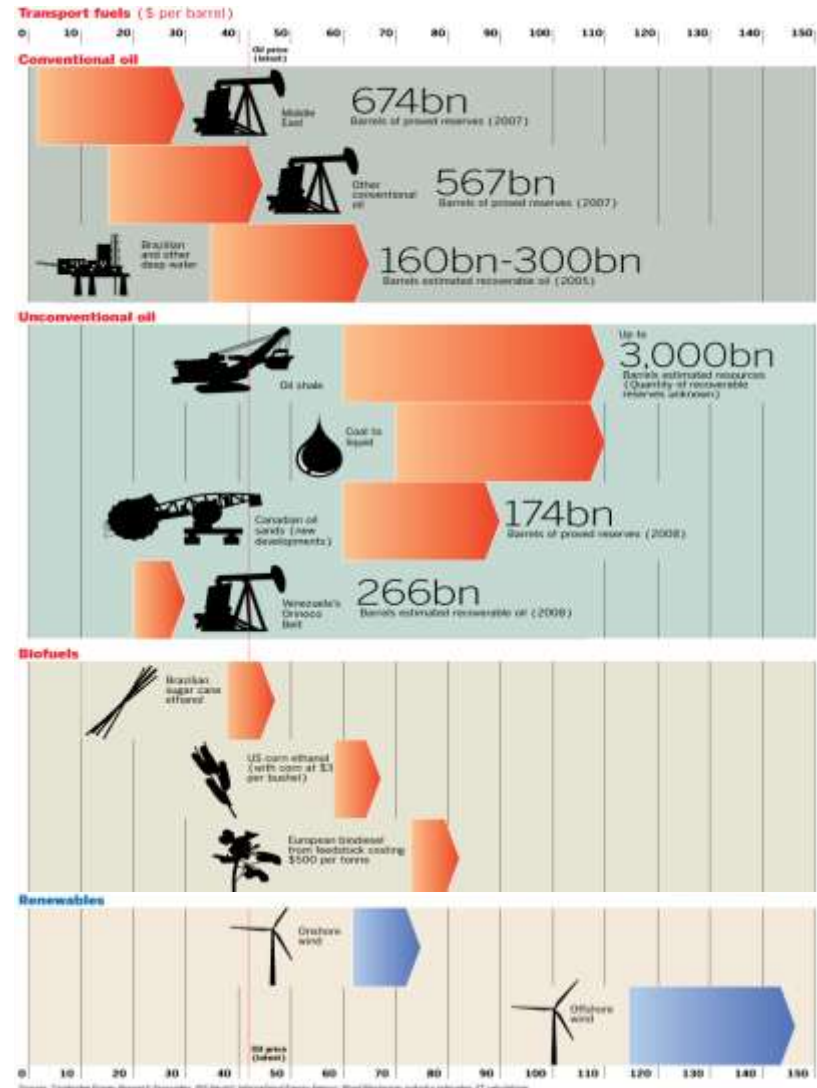 Transport fuels ($ per barrel)
0 10 20 30 40 50 60 70 80 90 100 110 120 130 140 150
Oil price
(latest)
Conventional oil
Middle
East
674bn
Barrels of proved reserves (2007)
Other
conventional
oil
567bn
Barrels of proved reserves (2007)
Brazilian
and other
deep water
160bn-300bn
Barrels estimated recoverable oil (2005)
Unconventional oil
Oil shale
Up to
3,000bn
Barrels estimated resources
(Quantity of recoverable
reserves unknown)
Coal to
liquid
Canadian oil
sands (new
developments)
174bn
Barrels of proved reserves (2008)
Venezuela's
Orinoco
Belt
266bn
Barrels estimated recoverable oil (2008)
Biofuels
Brazilian
sugar cane
ethanol
US corn ethanol
(with corn at $3
per bushel)
European biodiesel
from feedstock costing
$500 per tonne
Renewables
Onshore
wind
Offshore
wind
Oil price
(latest)
0 10 20 30 40 50 60 70 80 90 100 110 120 130 140 150